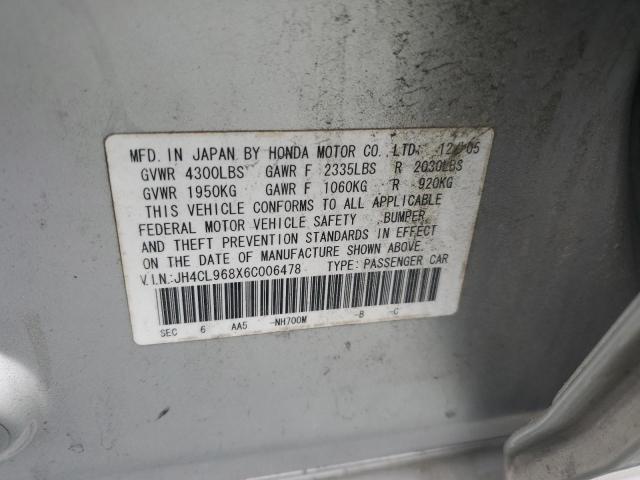 MFD. IN JAPAN BY HONDA MOTOR CO.,LTD. 12/05
GVWR 4300LBS GAWR F 2335LBS R 2030LBS
GVWR 1950KG GAWR F 1060KG R 920KG
THIS VEHICLE CONFORMS TO ALL APPLICABLE
FEDERAL MOTOR VEHICLE SAFETY , BUMPER,
AND THEFT PREVENTION STANDARDS IN EFFECT
ON THE DATE OF MANUFACTURE SHOWN ABOVE.
V.I.N:JH4CL968X6C006478 TYPE: PASSENGER CAR
SEC 6 AA5 -NH700M -B -C